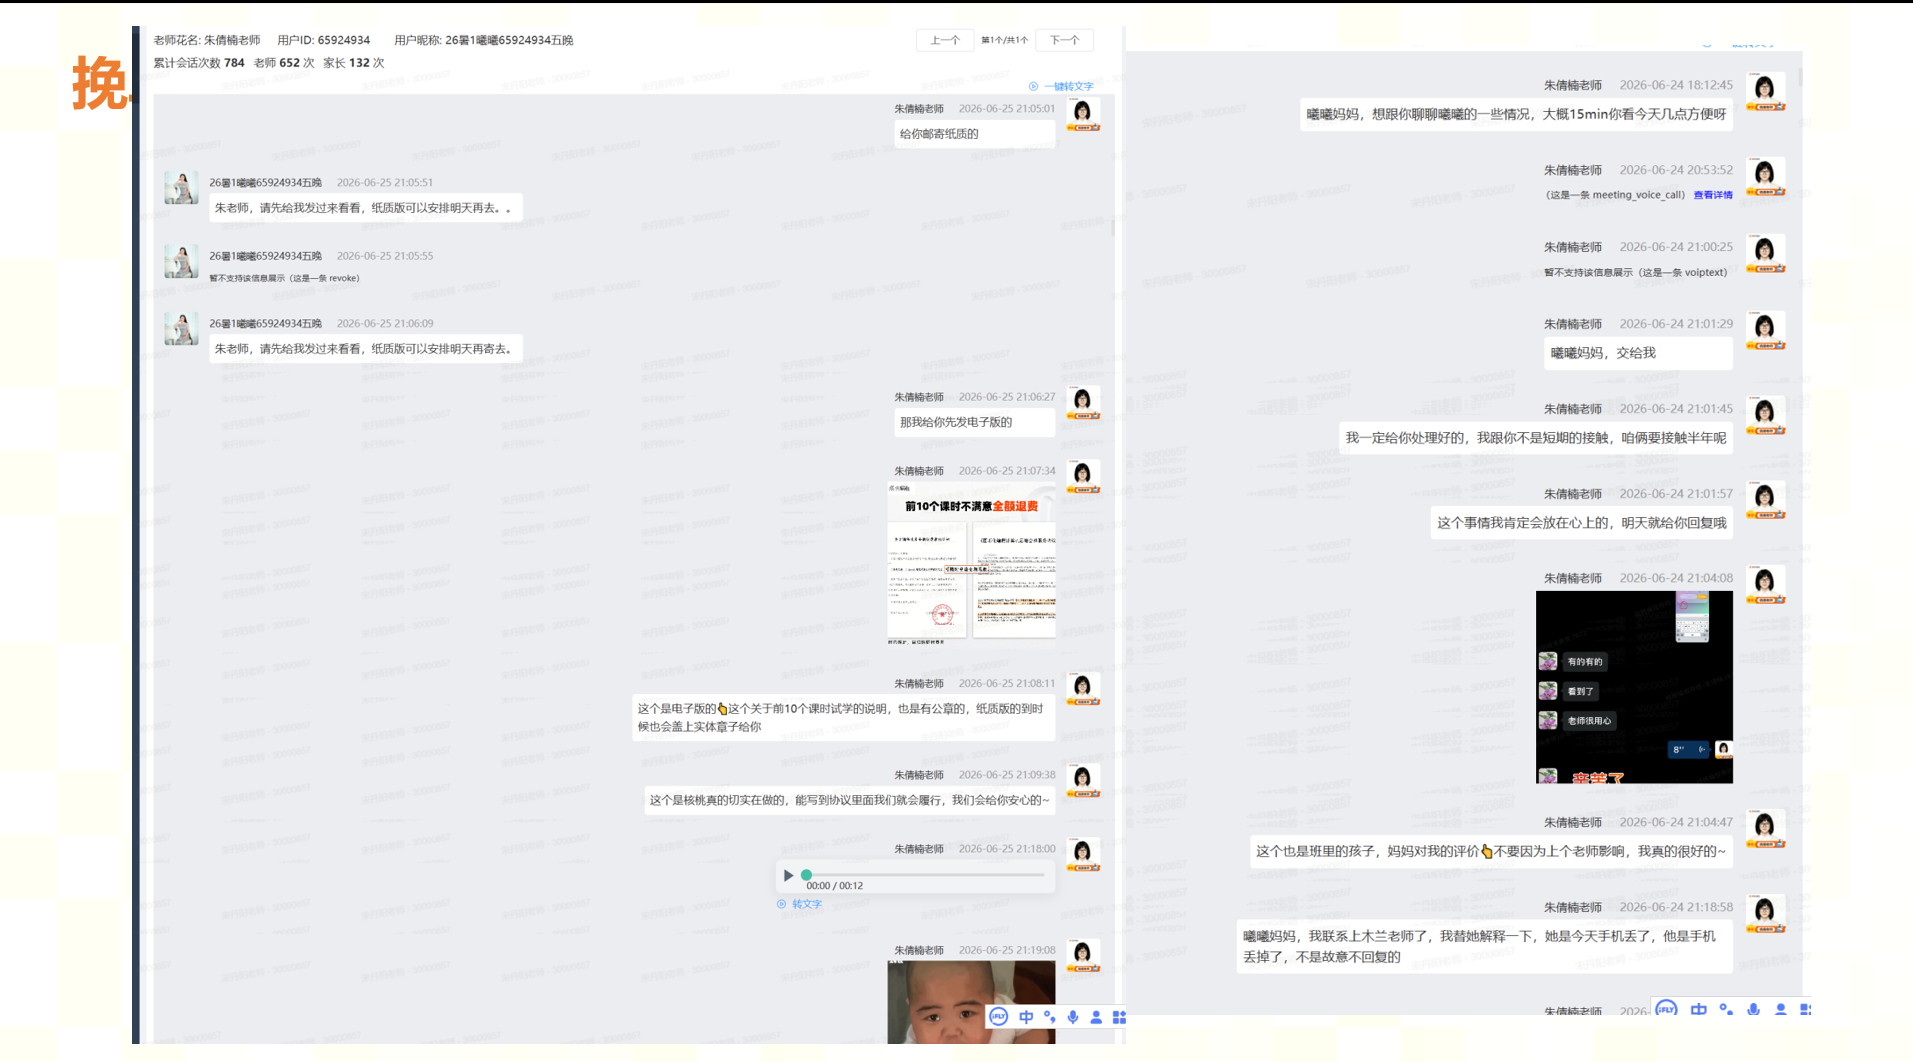 挽
老师花名: 朱倩楠老师 用户ID: 65924934 用户昵称: 26暑1曦曦65924934五晚
上一个 第1个/共1个 下一个
累计会话次数 784 老师 652 次 家长 132 次
一键转文字
朱倩楠老师 2026-06-25 21:05:01
给你邮寄纸质的
26暑1曦曦65924934五晚 2026-06-25 21:05:51
朱老师，请先给我发过来看看，纸质版可以安排明天再去。。
26暑1曦曦65924934五晚 2026-06-25 21:05:55
暂不支持该信息展示（这是一条 revoke）
26暑1曦曦65924934五晚 2026-06-25 21:06:09
朱老师，请先给我发过来看看，纸质版可以安排明天再寄去。
朱倩楠老师 2026-06-25 21:06:27
那我给你先发电子版的
朱倩楠老师 2026-06-25 21:07:34
前10个课时不满意全额退费
朱倩楠老师 2026-06-25 21:08:11
这个是电子版的👆这个关于前10个课时试学的说明，也是有公章的，纸质版的到时
候也会盖上实体章子给你
朱倩楠老师 2026-06-25 21:09:38
这个是核桃真的切实在做的，能写到协议里面我们就会履行，我们会给你安心的~
朱倩楠老师 2026-06-25 21:18:00
00:00 / 00:12
转文字
朱倩楠老师 2026-06-25 21:19:08
iFLY 中
朱倩楠老师 2026-06-24 18:12:45
曦曦妈妈，想跟你聊聊曦曦的一些情况，大概15min你看今天几点方便呀
朱倩楠老师 2026-06-24 20:53:52
（这是一条 meeting_voice_call） 查看详情
朱倩楠老师 2026-06-24 21:00:25
暂不支持该信息展示（这是一条 voiptext）
朱倩楠老师 2026-06-24 21:01:29
曦曦妈妈，交给我
朱倩楠老师 2026-06-24 21:01:45
我一定给你处理好的，我跟你不是短期的接触，咱俩要接触半年呢
朱倩楠老师 2026-06-24 21:01:57
这个事情我肯定会放在心上的，明天就给你回复哦
朱倩楠老师 2026-06-24 21:04:08
有的有的
看到了
老师很用心
8"
辛苦了
朱倩楠老师 2026-06-24 21:04:47
这个也是班里的孩子，妈妈对我的评价👆不要因为上个老师影响，我真的很好的~
朱倩楠老师 2026-06-24 21:18:58
曦曦妈妈，我联系上木兰老师了，我替她解释一下，她是今天手机丢了，他是手机
丢掉了，不是故意不回复的
朱倩楠老师 2026-
iFLY 中